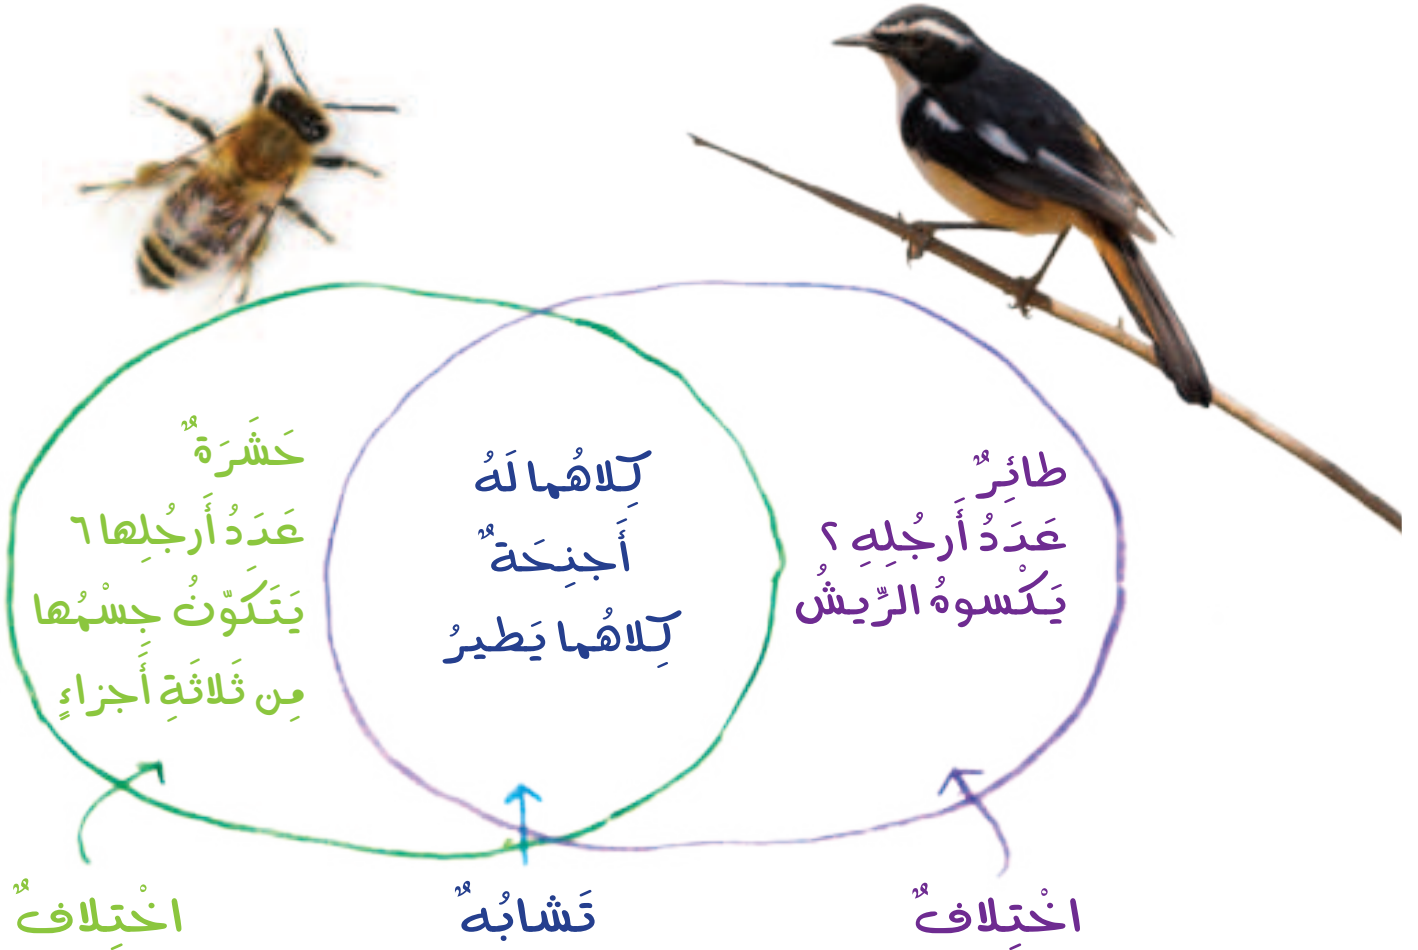 طائِرٌ
عَدَدُ أَرجُلِهِ ٢
يَكْسوهُ الرِّيشُ
كِلاهُما لَهُ
أَجنِحَةٌ
كِلاهُما يَطيرُ
حَشَرَةٌ
عَدَدُ أَرجُلِها ٦
يَتَكَوّنُ جِسْمُها
مِن ثَلاثَةِ أَجزاءٍ
اخْتِلافٌ
تَشابُهٌ
اخْتِلافٌ